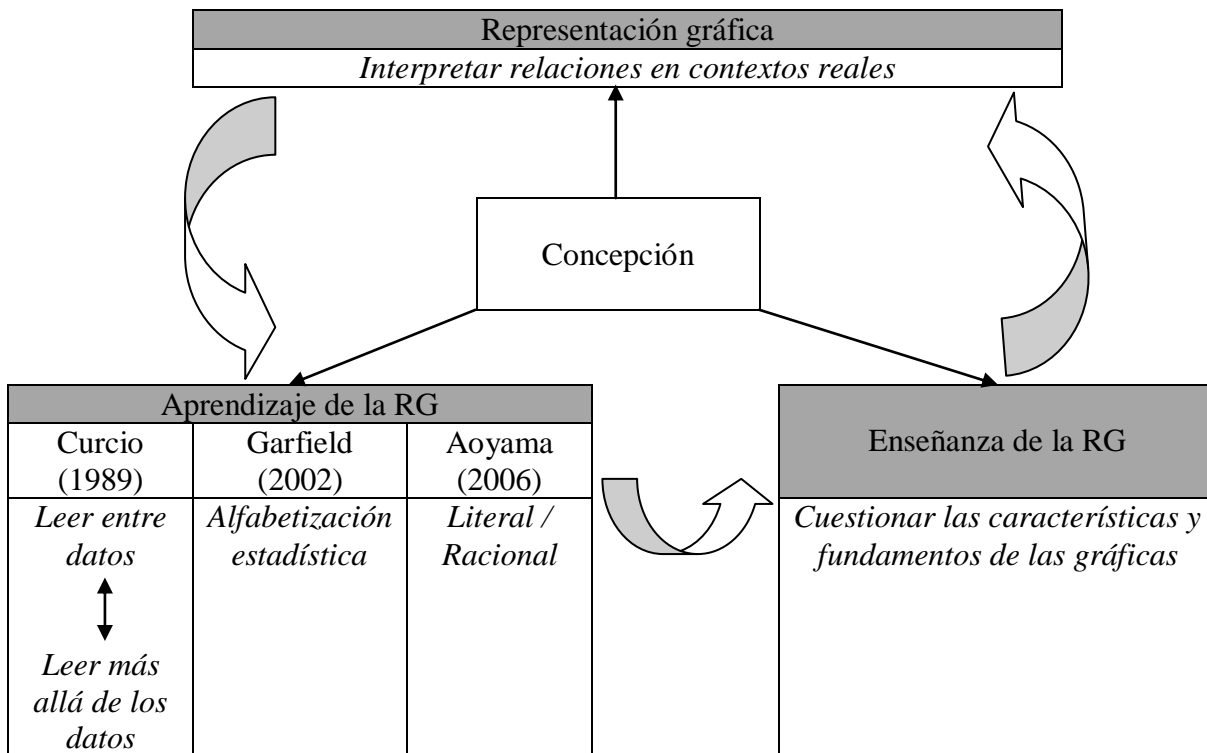 Representación gráfica
Interpretar relaciones en contextos reales
Concepción
Aprendizaje de la RG
Curcio
(1989)
Garfield
(2002)
Aoyama
(2006)
Leer entre
datos
Leer más
allá de los
datos
Alfabetización
estadística
Literal /
Racional
Enseñanza de la RG
Cuestionar las características y
fundamentos de las gráficas